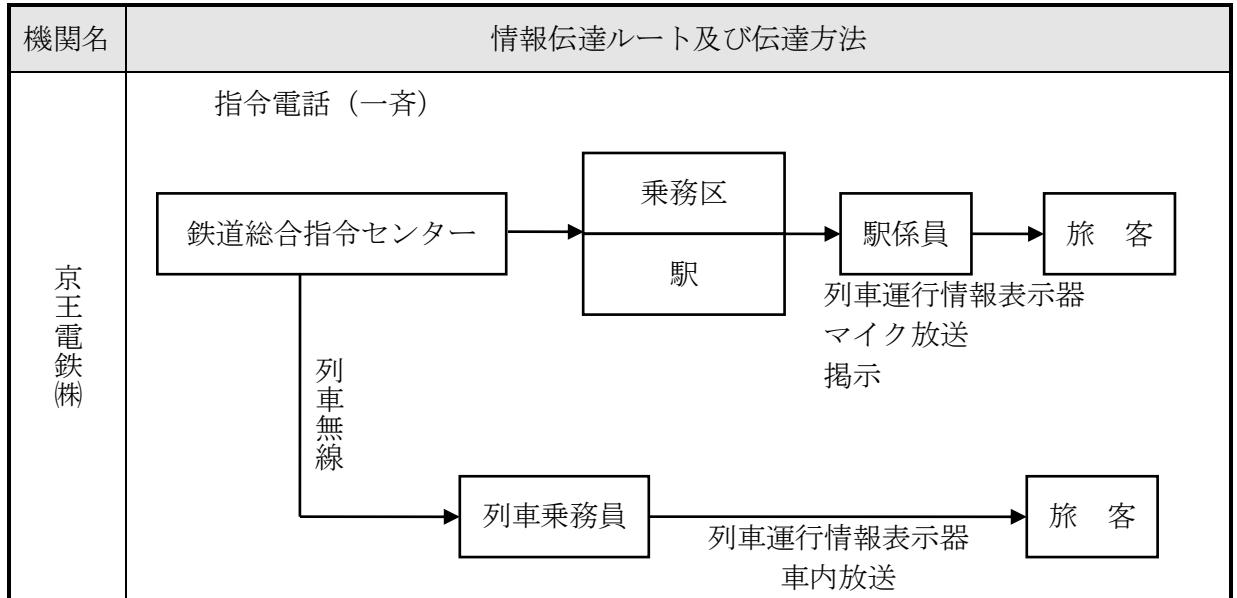 機関名
情報伝達ルート及び伝達方法
京王電鉄㈱
指令電話（一斉）
鉄道総合指令センター
乗務区
駅
駅係員
旅　客
列車運行情報表示器
マイク放送
掲示
列車無線
列車乗務員
旅　客
列車運行情報表示器
車内放送